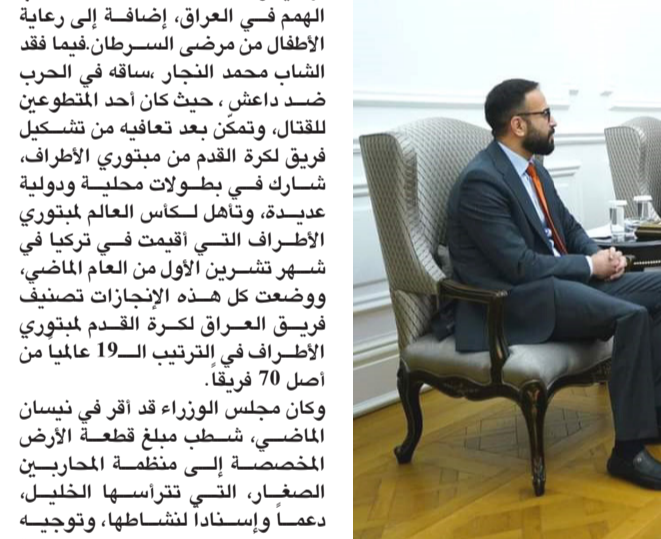 الهمم في العراق، إضافة إلى رعاية
الأطفال من مرضى السرطان.فيما فقد
الشاب محمد النجار ،ساقه في الحرب
ضد داعش ، حيث كان أحد المتطوعين
للقتال، وتمكّن بعد تعافيه من تشكيل
فريق لكرة القدم من مبتوري الأطراف،
شارك في بطولات محلية ودولية
عديدة، وتأهل لكأس العالم لمبتوري
الأطراف التي أقيمت في تركيا في
شهر تشرين الأول من العام الماضي،
ووضعت كل هذه الإنجازات تصنيف
فريق العراق لكرة القدم لمبتوري
الأطراف في الترتيب الـ19 عالمياً من
أصل 70 فريقاً.
وكان مجلس الوزراء قد أقر في نيسان
الماضي، شطب مبلغ قطعة الأرض
المخصصة إلى منظمة المحاربين
الصغار، التي تترأسها الخليل،
دعماً وإسنادا لنشاطها، وتوجيه